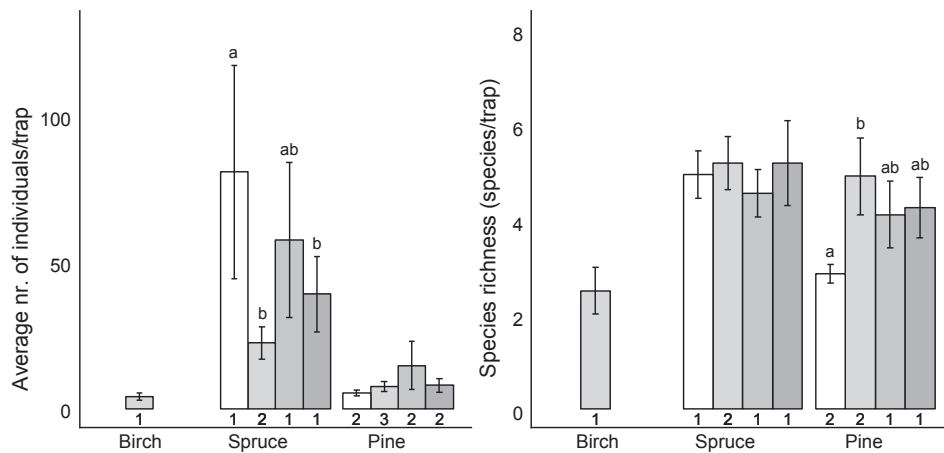 Average nr. of individuals/trap
100
50
0
a
b
ab
b
1
1
2
1
1
2
3
2
2
Birch
Spruce
Pine
Species richness (species/trap)
8
6
4
2
0
a
b
ab
ab
1
1
2
1
1
2
2
1
1
Birch
Spruce
Pine